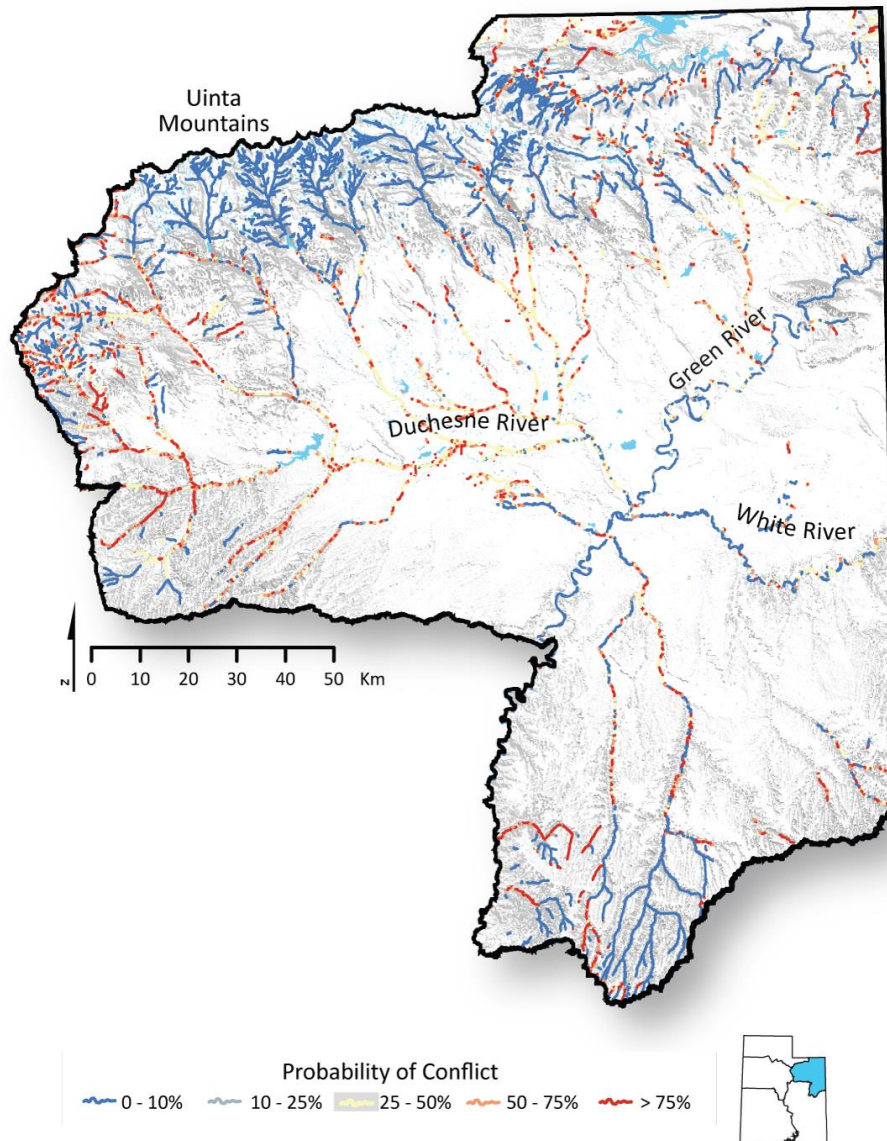 Uinta
Mountains
Green River
Duchesne River
White River
N
0 10 20 30 40 50 Km
Probability of Conflict
0 - 10% 10 - 25% 25 - 50% 50 - 75% > 75%